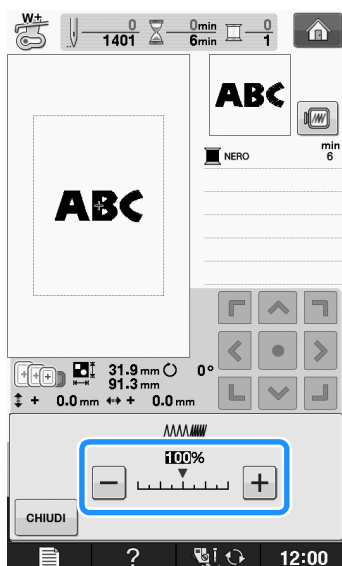 W+
0
1401
0min
6min
0
1
ABC
min
NERO 6
ABC
31.9 mm 0°
91.3 mm
+ 0.0 mm + 0.0 mm
100%
− +
CHIUDI
? i 12:00